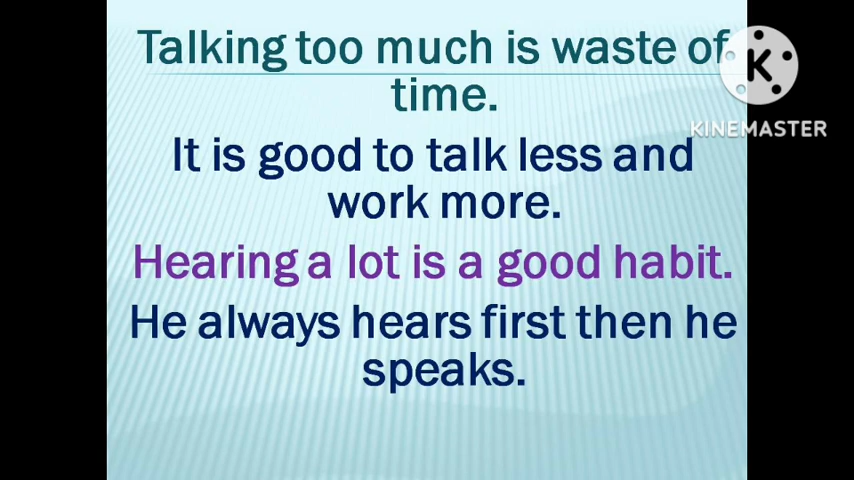 Talking too much is waste of
time.
It is good to talk less and
work more.
Hearing a lot is a good habit.
He always hears first then he
speaks.
K
KINEMASTER